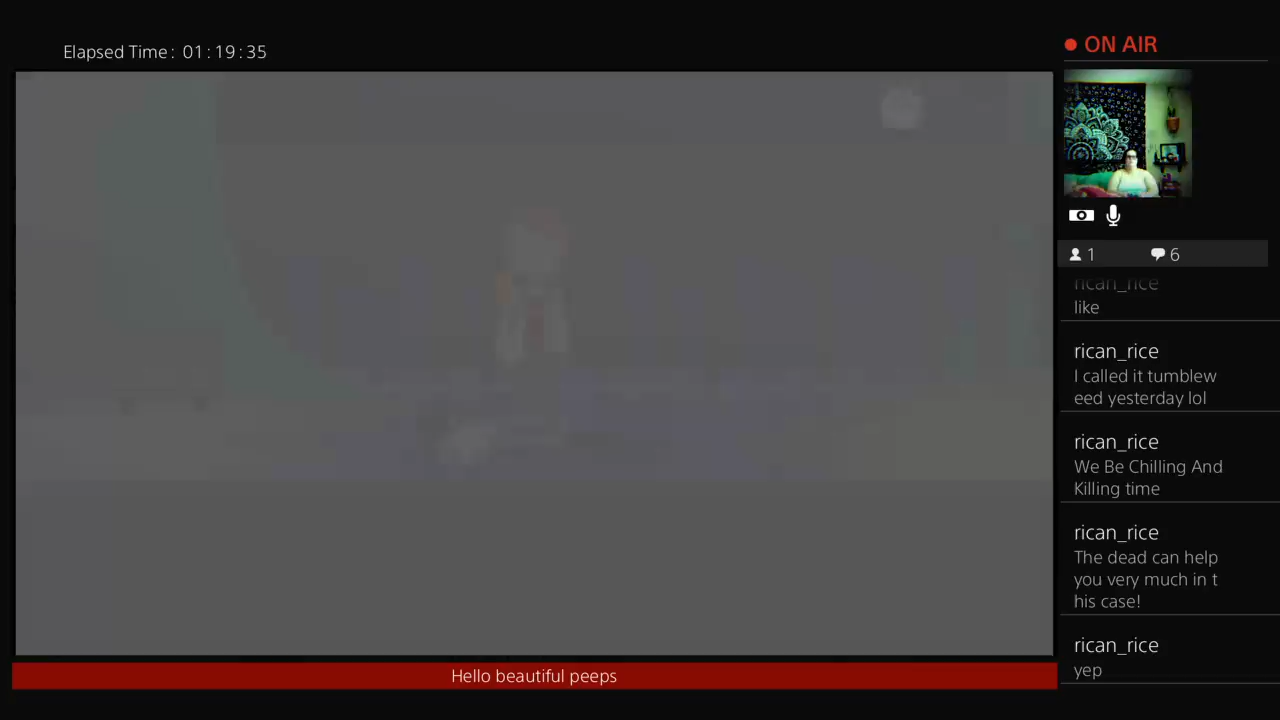 Elapsed Time: 01:19:35
ON AIR
1
6
rican_rice
like
rican_rice
I called it tumblew
eed yesterday lol
rican_rice
We Be Chilling And
Killing time
rican_rice
The dead can help
you very much in t
his case!
rican_rice
yep
Hello beautiful peeps